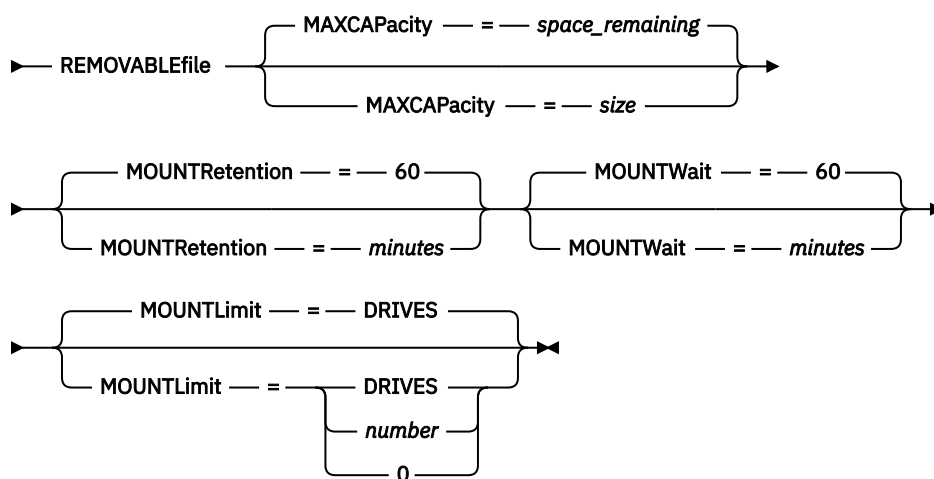 MAXCAPacity = space_remaining
REMOVABLEfile
MAXCAPacity = size
MOUNTRetention = 60 MOUNTWait = 60
MOUNTRetention = minutes MOUNTWait = minutes
MOUNTLimit = DRIVES
MOUNTLimit = DRIVES
number
0